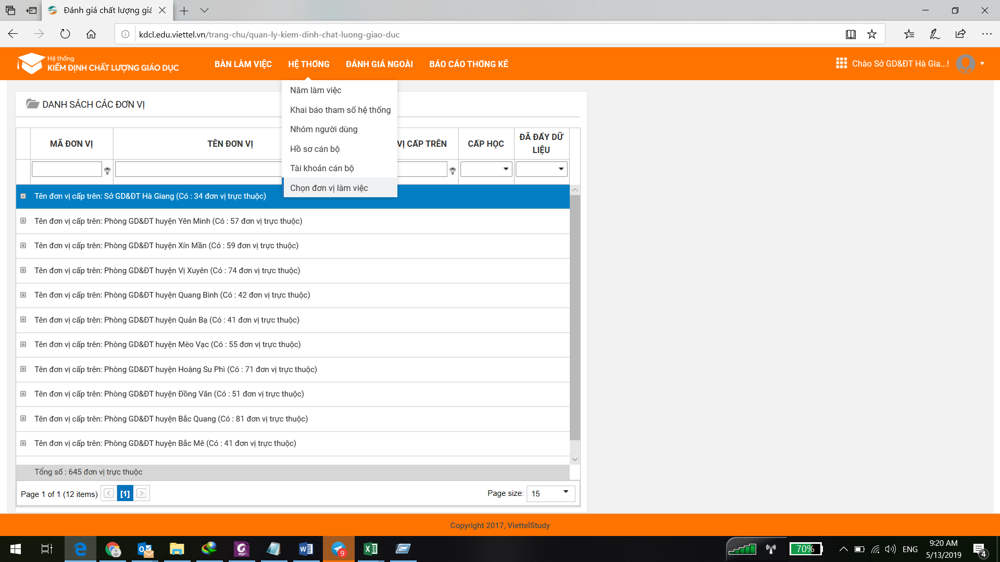 Đánh giá chất lượng giá
kdcl.edu.viettel.vn/trang-chu/quan-ly-kiem-dinh-chat-luong-giao-duc
Hệ thống
KIỂM ĐỊNH CHẤT LƯỢNG GIÁO DỤC
BÀN LÀM VIỆC HỆ THỐNG ĐÁNH GIÁ NGOÀI BÁO CÁO THỐNG KÊ
Chào Sở GD&ĐT Hà Gia...!
Năm làm việc
Khai báo tham số hệ thống
Nhóm người dùng
Hồ sơ cán bộ
Tài khoản cán bộ
Chọn đơn vị làm việc
DANH SÁCH CÁC ĐƠN VỊ
MÃ ĐƠN VỊ TÊN ĐƠN VỊ VỊ CẤP TRÊN CẤP HỌC ĐÃ ĐẨY DỮ LIỆU
Tên đơn vị cấp trên: Sở GD&ĐT Hà Giang (Có : 34 đơn vị trực thuộc)
Tên đơn vị cấp trên: Phòng GD&ĐT huyện Yên Minh (Có : 57 đơn vị trực thuộc)
Tên đơn vị cấp trên: Phòng GD&ĐT huyện Xín Mần (Có : 59 đơn vị trực thuộc)
Tên đơn vị cấp trên: Phòng GD&ĐT huyện Vị Xuyên (Có : 74 đơn vị trực thuộc)
Tên đơn vị cấp trên: Phòng GD&ĐT huyện Quang Bình (Có : 42 đơn vị trực thuộc)
Tên đơn vị cấp trên: Phòng GD&ĐT huyện Quản Bạ (Có : 41 đơn vị trực thuộc)
Tên đơn vị cấp trên: Phòng GD&ĐT huyện Mèo Vạc (Có : 55 đơn vị trực thuộc)
Tên đơn vị cấp trên: Phòng GD&ĐT huyện Hoàng Su Phì (Có : 71 đơn vị trực thuộc)
Tên đơn vị cấp trên: Phòng GD&ĐT huyện Đồng Văn (Có : 51 đơn vị trực thuộc)
Tên đơn vị cấp trên: Phòng GD&ĐT huyện Bắc Quang (Có : 81 đơn vị trực thuộc)
Tên đơn vị cấp trên: Phòng GD&ĐT huyện Bắc Mê (Có : 41 đơn vị trực thuộc)
Tổng số : 645 đơn vị trực thuộc
Page 1 of 1 (12 items) [1] Page size: 15
Copyright 2017, ViettelStudy
70% ENG 9:20 AM
5/13/2019
9
4
PDF